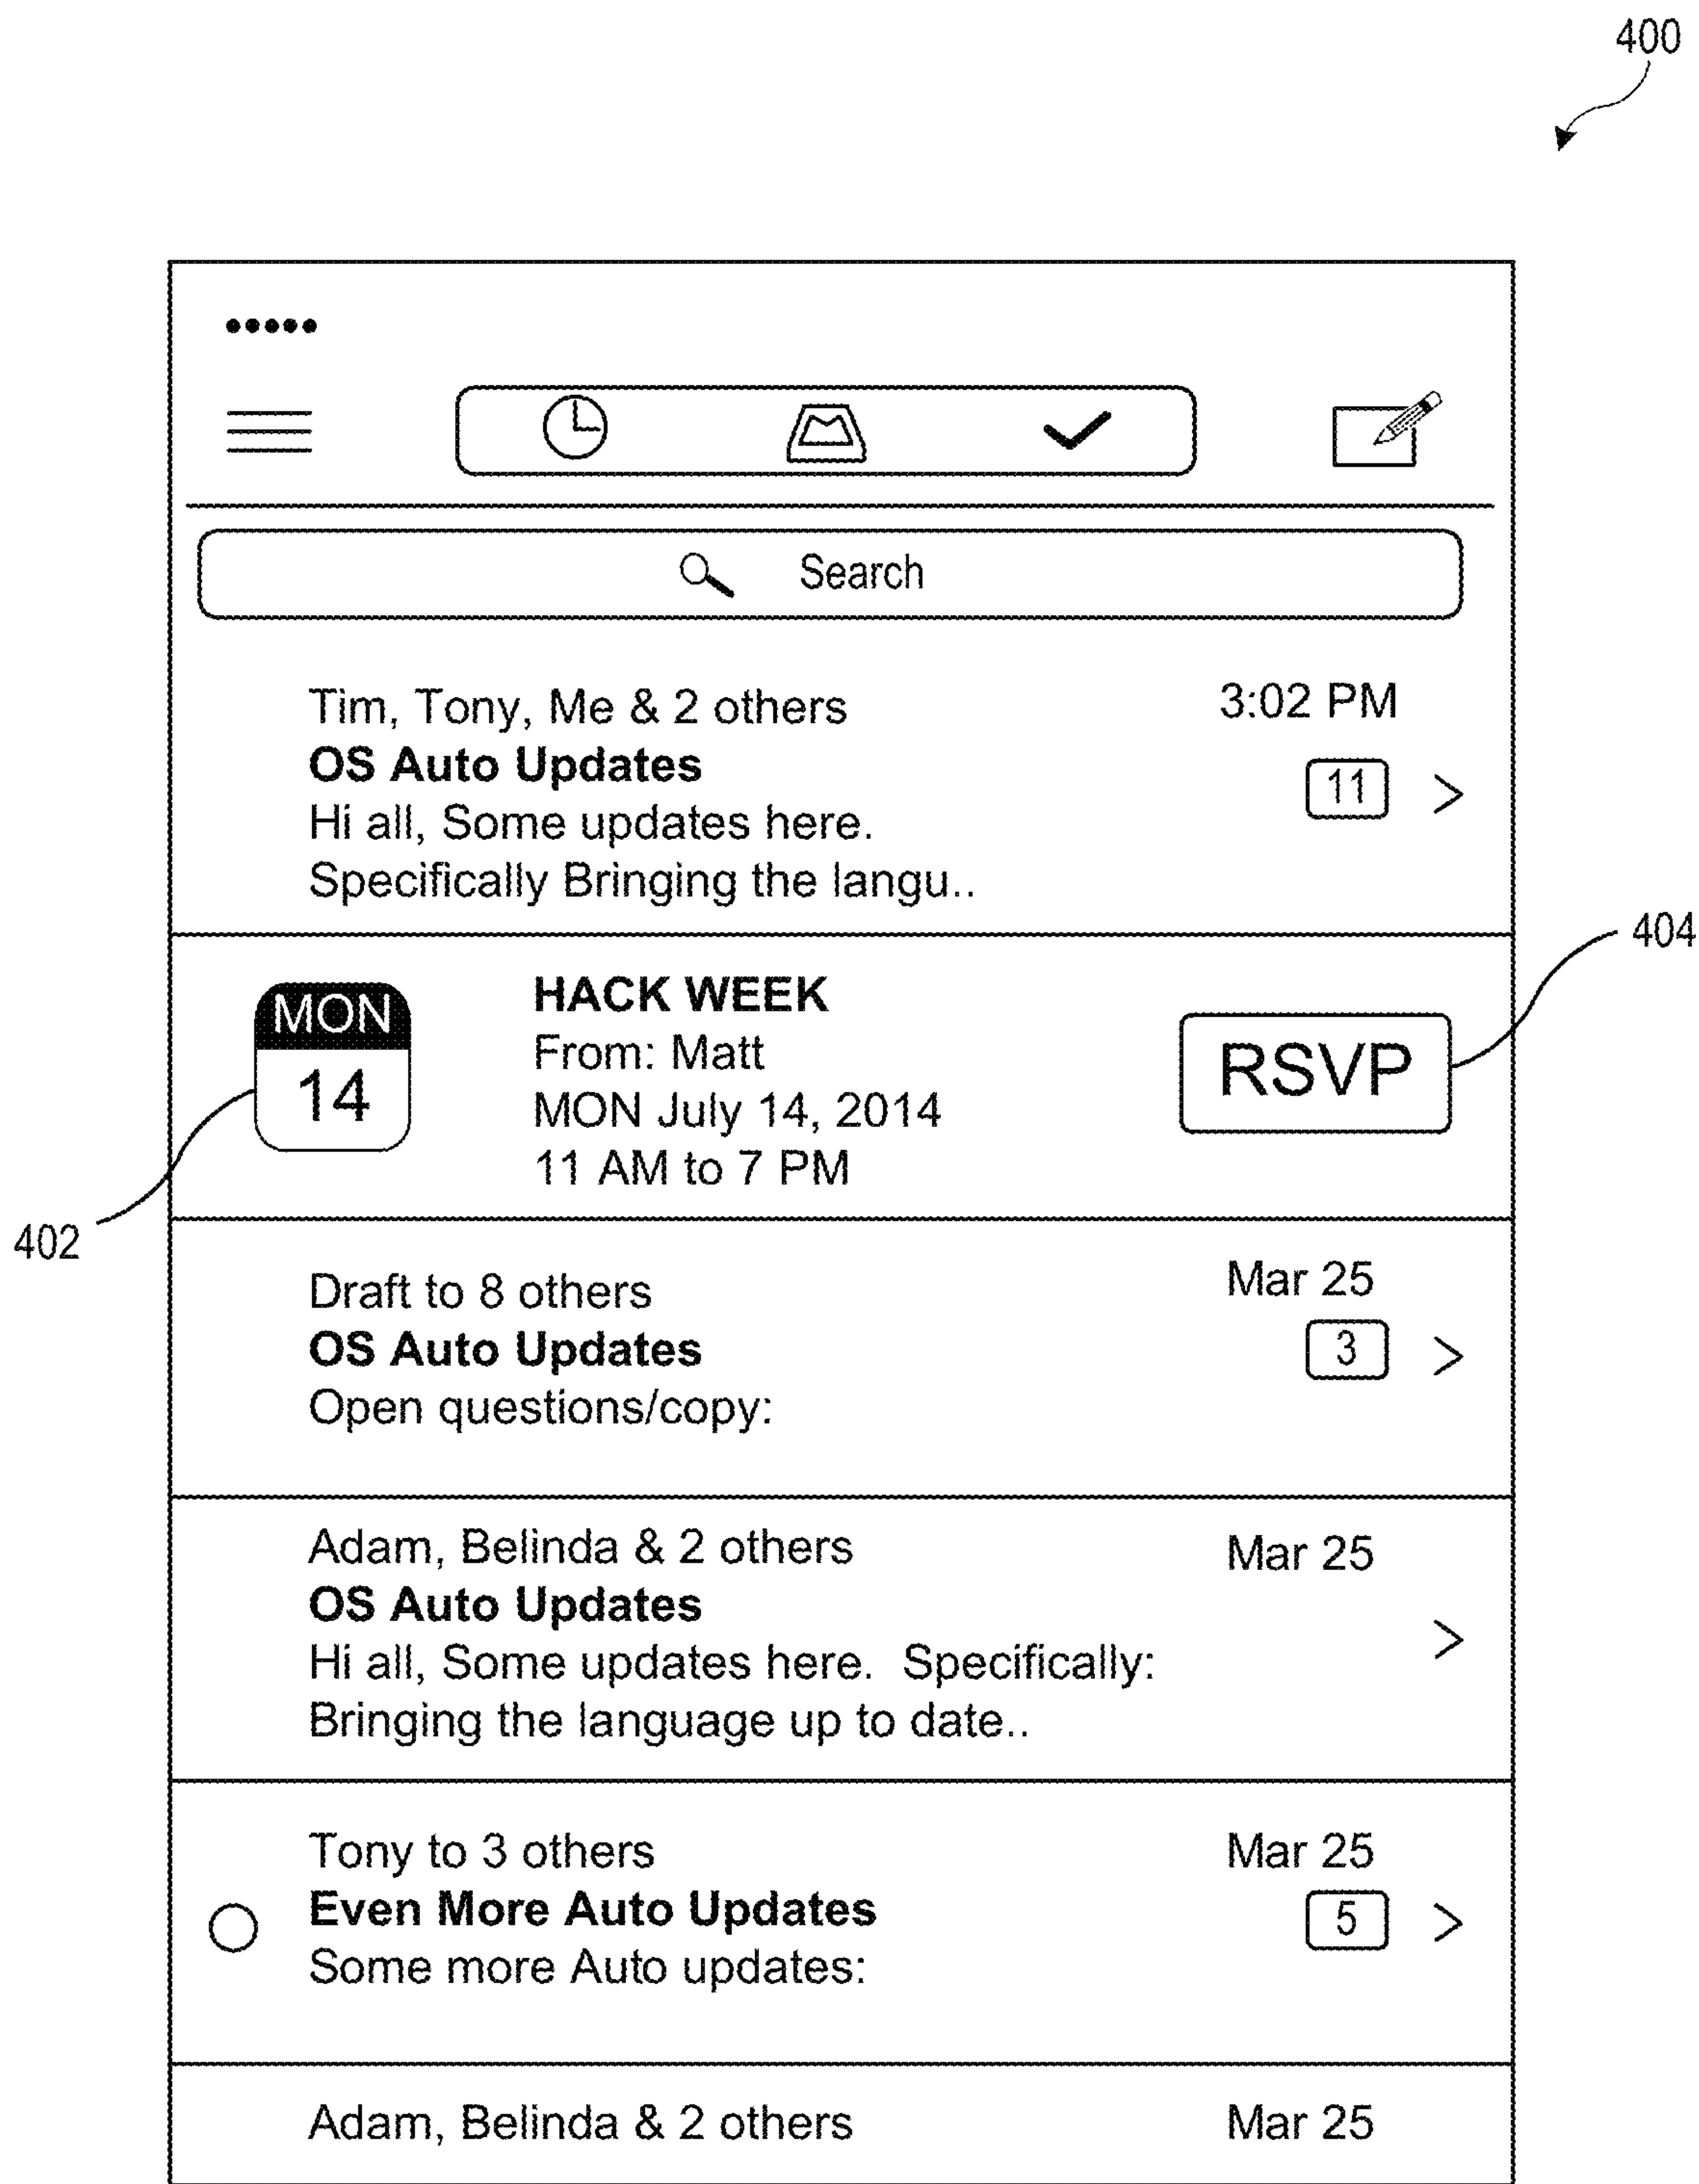 400
Search
Tim, Tony, Me & 2 others 3:02 PM
OS Auto Updates
11 >
Hi all, Some updates here.
Specifically Bringing the langu..
404
MON
14
HACK WEEK
From: Matt
MON July 14, 2014
11 AM to 7 PM
RSVP
402
Draft to 8 others Mar 25
OS Auto Updates
3 >
Open questions/copy:
Adam, Belinda & 2 others Mar 25
OS Auto Updates
>
Hi all, Some updates here. Specifically:
Bringing the language up to date..
Tony to 3 others Mar 25
Even More Auto Updates
5 >
Some more Auto updates:
Adam, Belinda & 2 others Mar 25